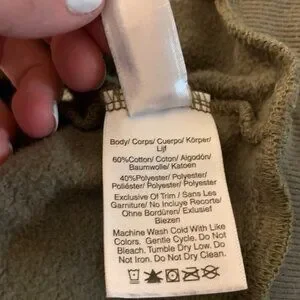 Body/ Corps/ Cuerpo/ Körper/
Lijf
60%Cotton/ Coton/ Algodón/
Baumwolle/ Katoen
40%Polyester/ Polyester/
Poliéster/ Polyester/ Polyester
Exclusive Of Trim / Sans Les
Garniture/ No Incluye Recorte/
Ohne Bordüren/ Exlusief
Biezen
Machine Wash Cold With Like
Colors. Gentle Cycle. Do Not
Bleach. Tumble Dry Low. Do
Not Iron. Do Not Dry Clean.